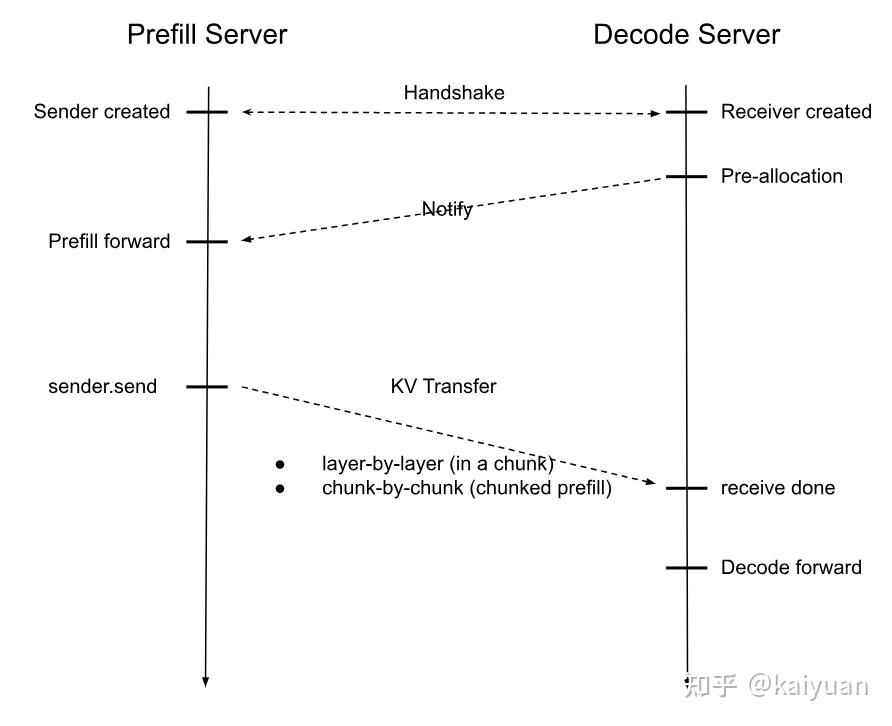 Prefill Server
Decode Server
Handshake
Sender created
Receiver created
Pre-allocation
Notify
Prefill forward
sender.send
KV Transfer
● layer-by-layer (in a chunk)
● chunk-by-chunk (chunked prefill)
receive done
Decode forward
知乎 @kaiyuan